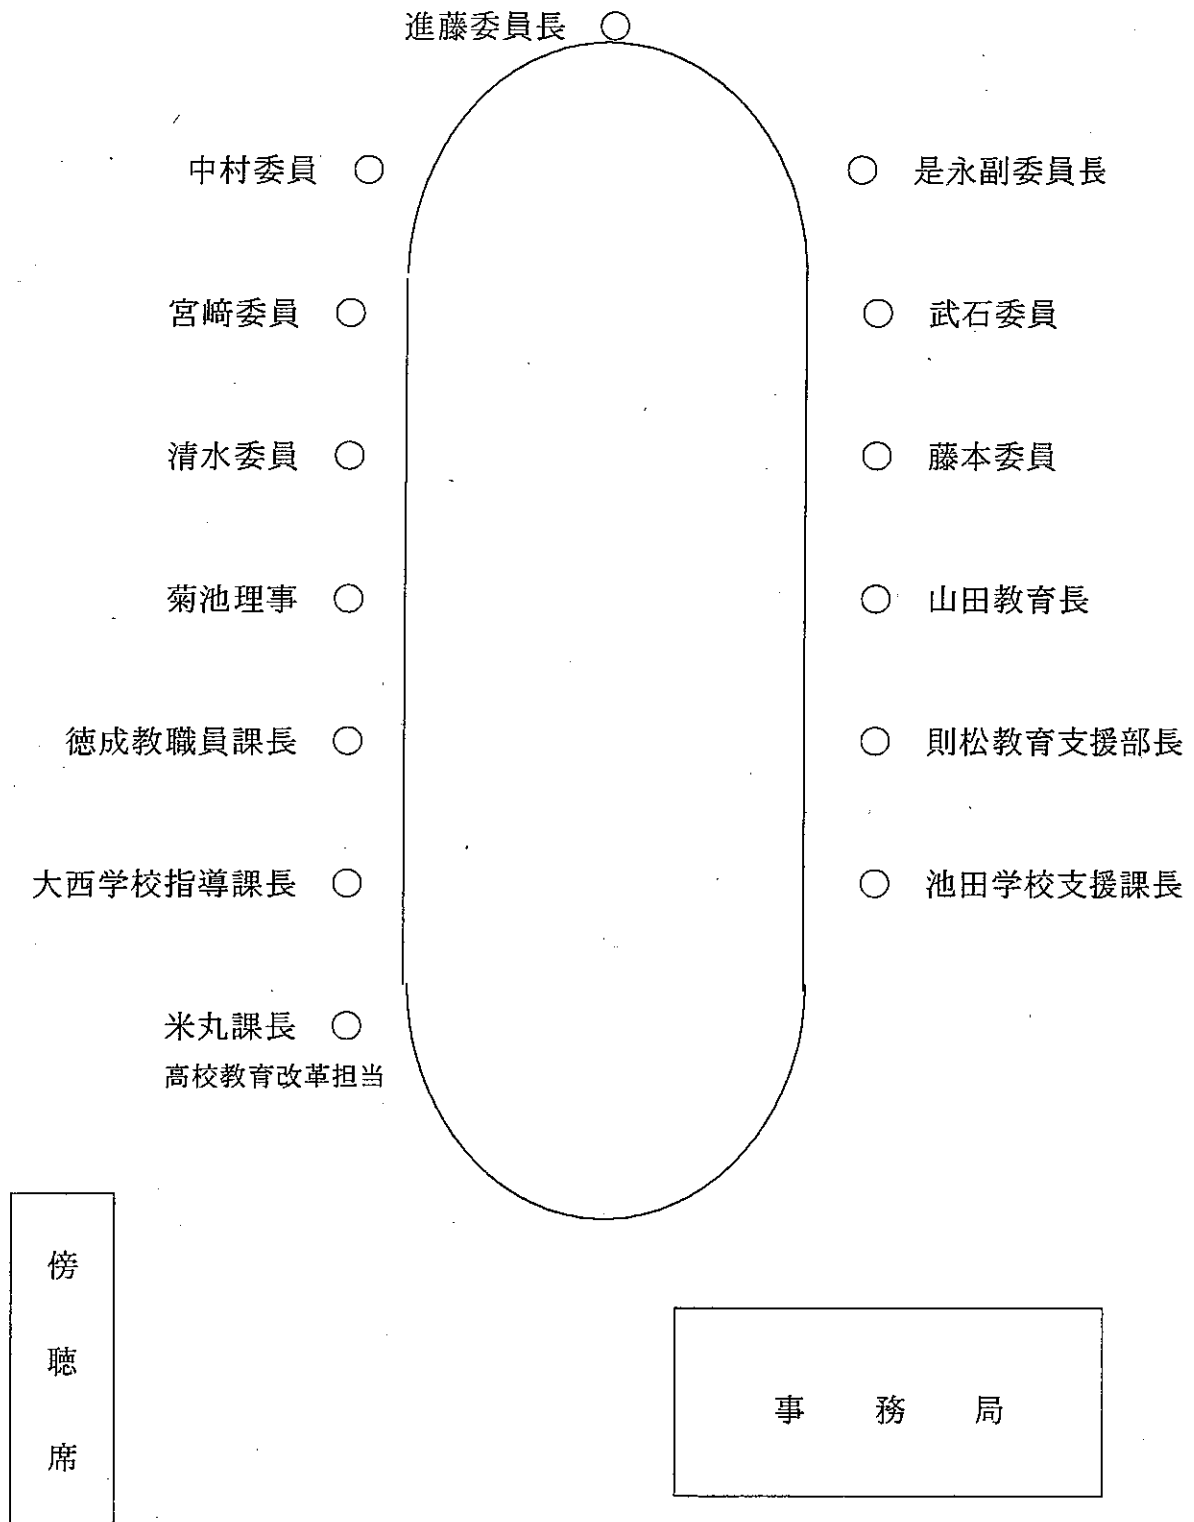 進藤委員長 ○
中村委員 ○
○ 是永副委員長
宮﨑委員 ○
○ 武石委員
清水委員 ○
○ 藤本委員
菊池理事 ○
○ 山田教育長
徳成教職員課長 ○
○ 則松教育支援部長
大西学校指導課長 ○
○ 池田学校支援課長
米丸課長 ○
高校教育改革担当
傍聴席
事務局